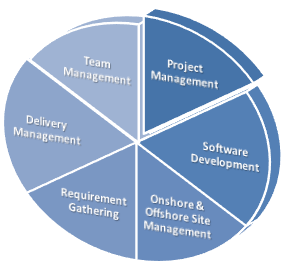 Team
Management
Project
Management
Delivery
Management
Software
Development
Requirement
Gathering
Onshore &
Offshore Site
Management